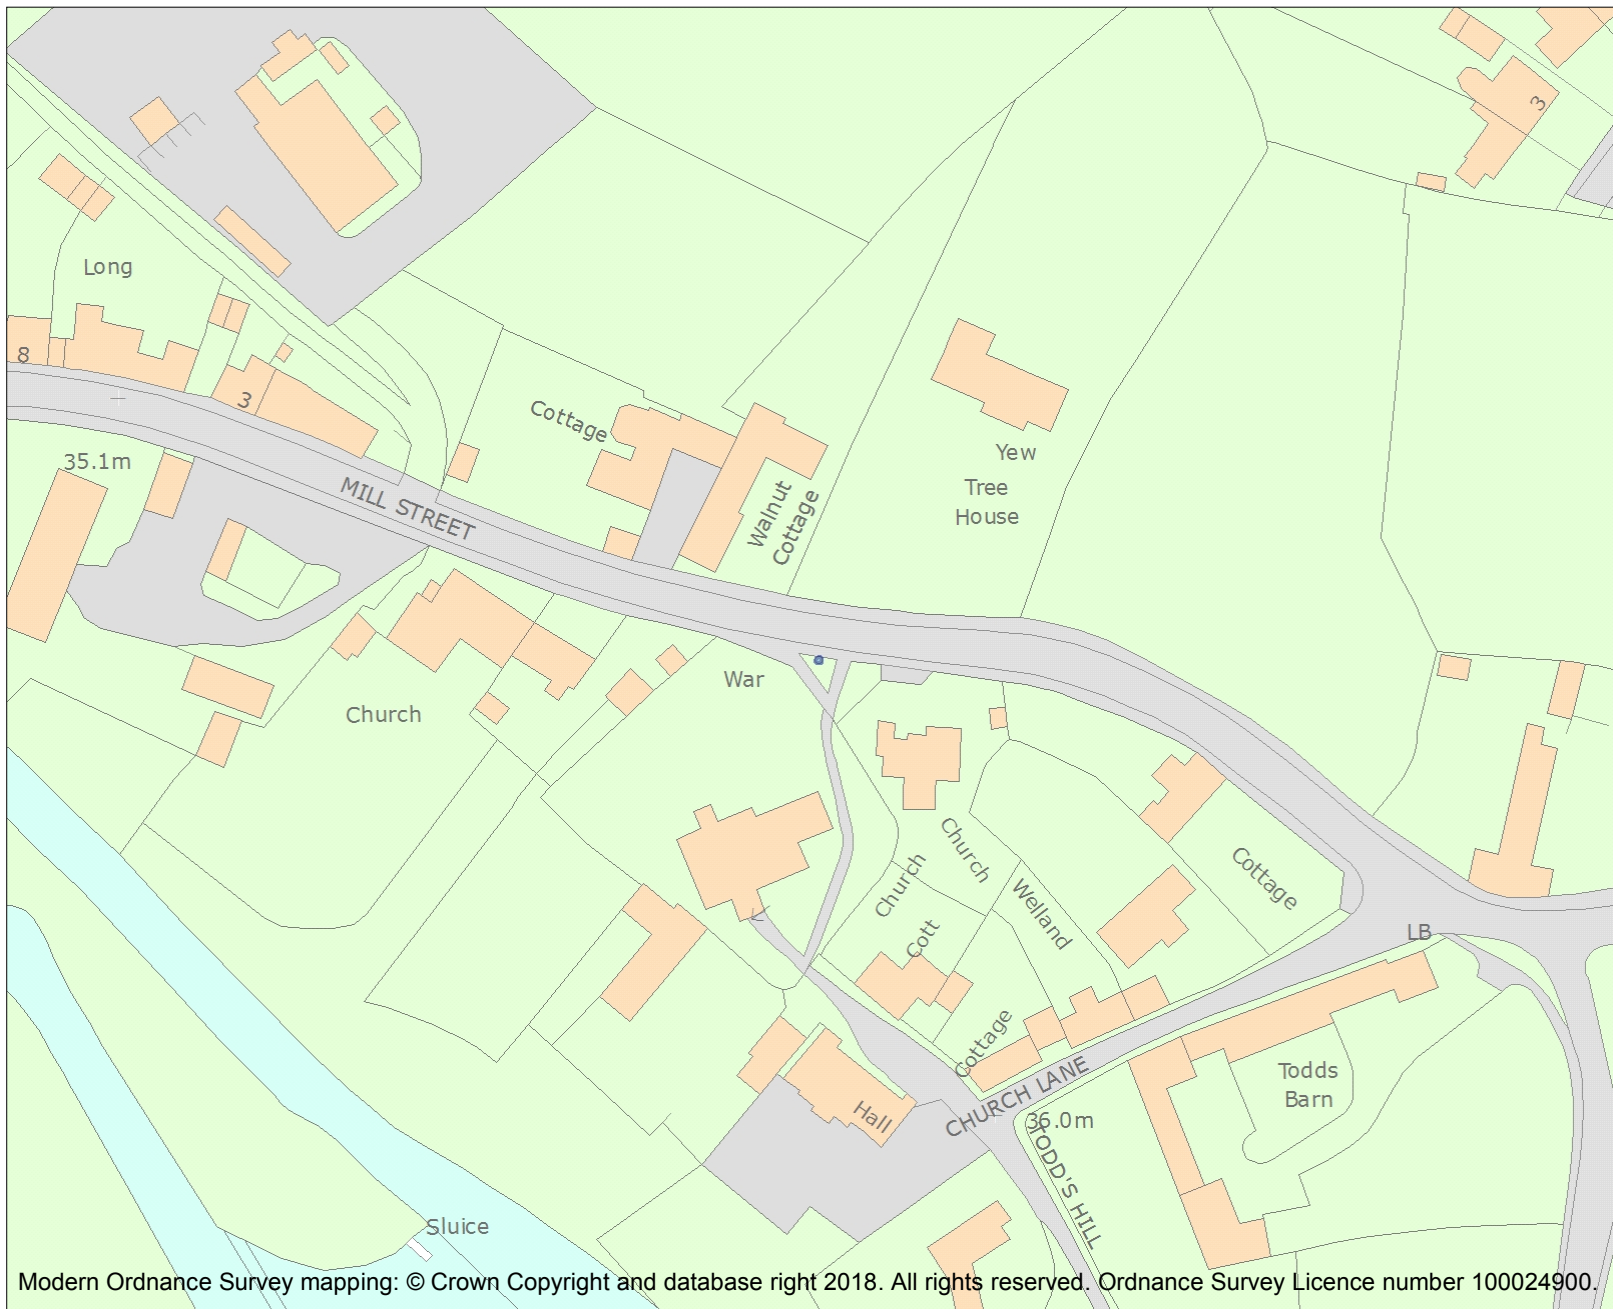 3
Long
8
3
Cottage
35.1m
Yew
MILL STREET
Tree
House
Walnut
Cottage
War
Church
Church
Church
Cottage
Welland
Cott
LB
Cottage
Todds
Barn
Hall
CHURCH LANE
36.0m
TODD'S HILL
Sluice
Modern Ordnance Survey mapping: © Crown Copyright and database right 2018. All rights reserved. Ordnance Survey Licence number 100024900.